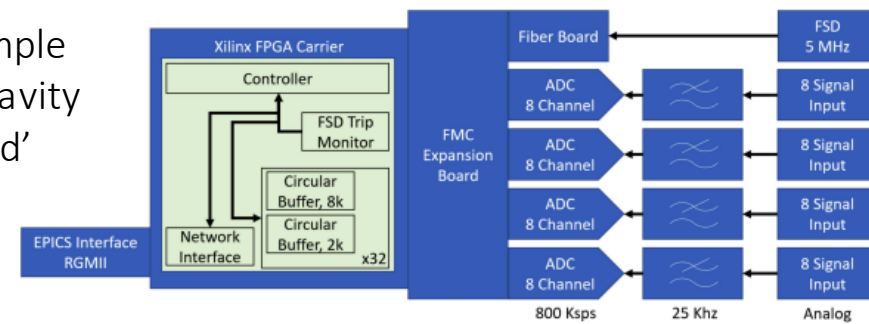 nple
avity
d’
Xilinx FPGA Carrier
Controller
FSD Trip
Monitor
Circular
Buffer, 8k
Circular
Buffer, 2k
x32
Network
Interface
EPICS Interface
RGMII
FMC
Expansion
Board
Fiber Board
FSD
5 MHz
ADC
8 Channel
8 Signal
Input
ADC
8 Channel
8 Signal
Input
ADC
8 Channel
8 Signal
Input
ADC
8 Channel
8 Signal
Input
800 Ksps
25 Khz
Analog